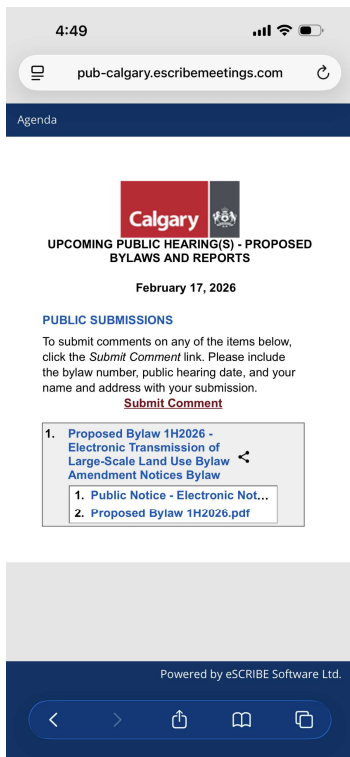 4:49
pub-calgary.escribemeetings.com
Agenda
Calgary
UPCOMING PUBLIC HEARING(S) - PROPOSED
BYLAWS AND REPORTS
February 17, 2026
PUBLIC SUBMISSIONS
To submit comments on any of the items below,
click the Submit Comment link. Please include
the bylaw number, public hearing date, and your
name and address with your submission.
Submit Comment
1. Proposed Bylaw 1H2026 -
Electronic Transmission of
Large-Scale Land Use Bylaw
Amendment Notices Bylaw
1. Public Notice - Electronic Not...
2. Proposed Bylaw 1H2026.pdf
Powered by eSCRIBE Software Ltd.